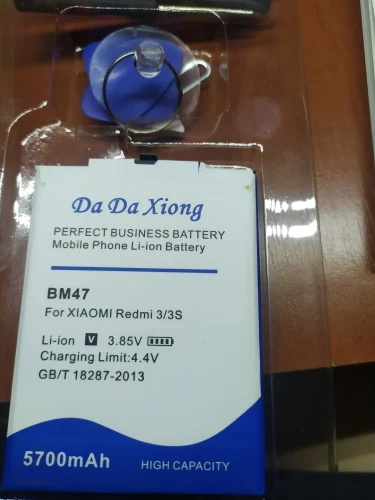 Da Da Xiong
PERFECT BUSINESS BATTERY
Mobile Phone Li-ion Battery
BM47
For XIAOMI Redmi 3/3S
Li-ion V 3.85V
Charging Limit:4.4V
GB/T 18287-2013
5700mAh HIGH CAPACITY